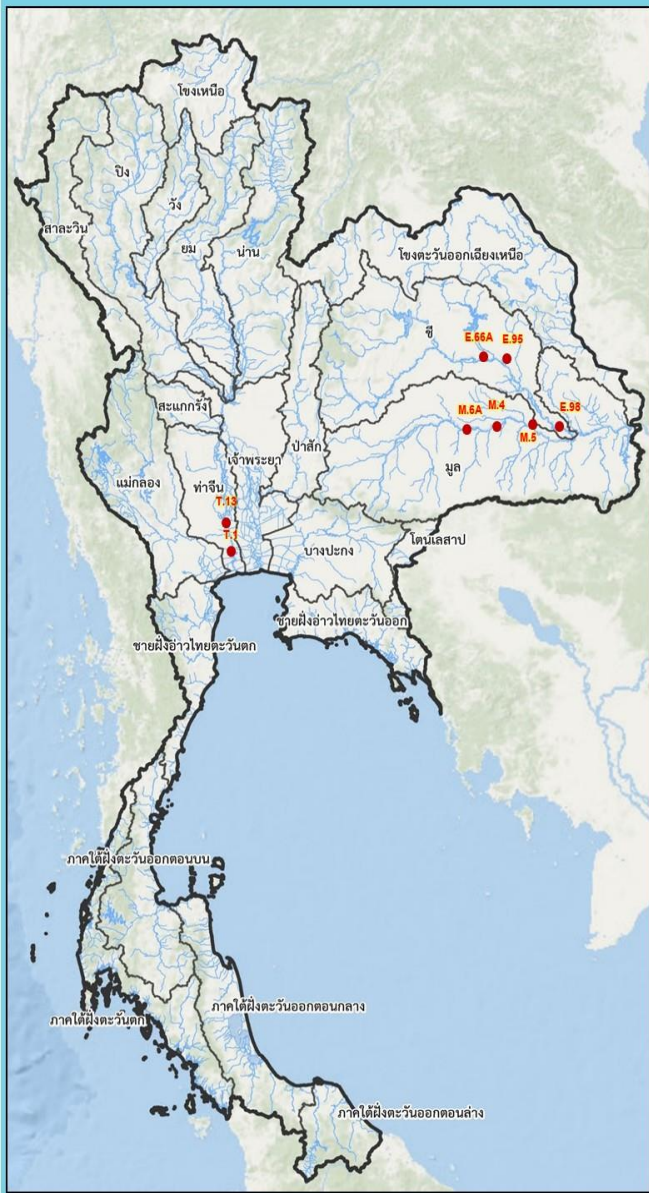 โขงเหนือ
ปิง
วัง
สาละวิน
ยม
น่าน
โขงตะวันออกเฉียงเหนือ
ชี
E.66A
E.95
สะแกกรัง
M.6A
M.4
M.5
E.98
เจ้าพระยา
ป่าสัก
มูล
แม่กลอง
ท่าจีน
T.13
T.1
บางปะกง
โตนเลสาป
ชายฝั่งอ่าวไทยตะวันออก
ชายฝั่งอ่าวไทยตะวันตก
ภาคใต้ฝั่งตะวันออกตอนบน
ภาคใต้ฝั่งตะวันออกตอนกลาง
ภาคใต้ฝั่งตะวันตก
ภาคใต้ฝั่งตะวันออกตอนล่าง